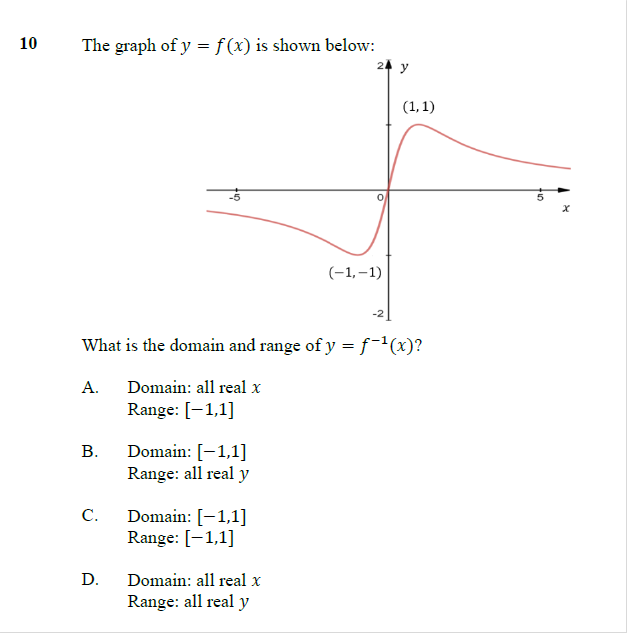 10 The graph of y = f(x) is shown below:
2 y
(1,1)
-5 0 5
x
(−1,−1)
-2
What is the domain and range of y = f⁻¹(x)?
A. Domain: all real x
Range: [−1,1]
B. Domain: [−1,1]
Range: all real y
C. Domain: [−1,1]
Range: [−1,1]
D. Domain: all real x
Range: all real y